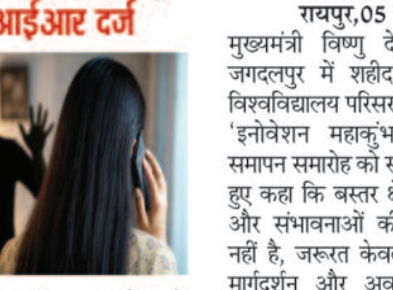 आईआर दर्ज
रायपुर,05
मुख्यमंत्री विष्णु दे
जगदलपुर में शहीद
विश्वविद्यालय परिसर
'इनोवेशन महाकुंभ
समापन समारोह को स
हुए कहा कि बस्तर क्षे
और संभावनाओं की
नहीं है, जरूरत केवल
मार्गदर्शन और अव